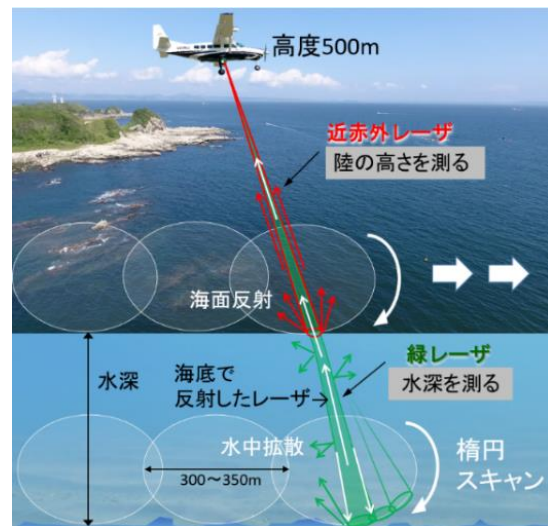 高度500m
近赤外レーザ
陸の高さを測る
海面反射
緑レーザ
水深を測る
水深
海底で
反射したレーザ→
水中拡散
300～350m
楕円
スキャン